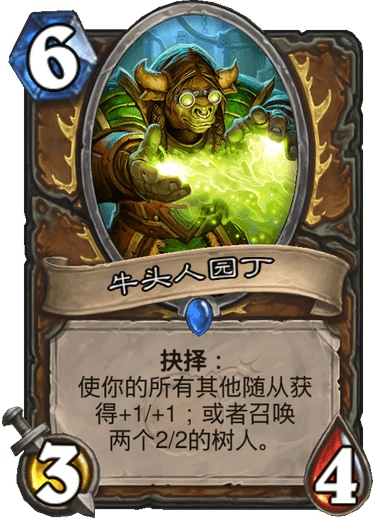 6
牛头人园丁
抉择：
使你的所有其他随从获
得+1/+1；或者召唤
两个2/2的树人。
3
4